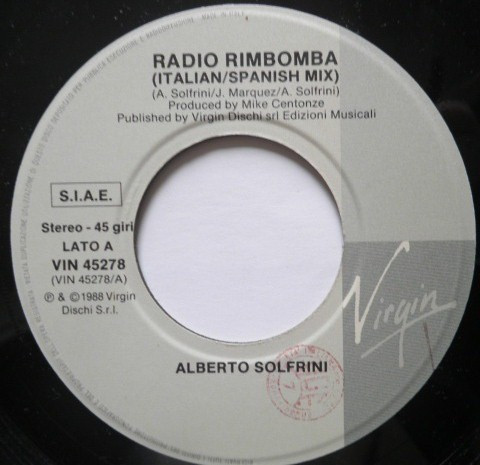 RADIO RIMBOMBA
(ITALIAN/SPANISH MIX)
(A. Solfrini/J. Marquez/A. Solfrini)
Produced by Mike Centonze
Published by Virgin Dischi srl Edizioni Musicali
S.I.A.E.
Stereo - 45 giri
LATO A
VIN 45278
(VIN 45278/A)
℗ & © 1988 Virgin
Dischi S.r.l.
Virgin
ALBERTO SOLFRINI